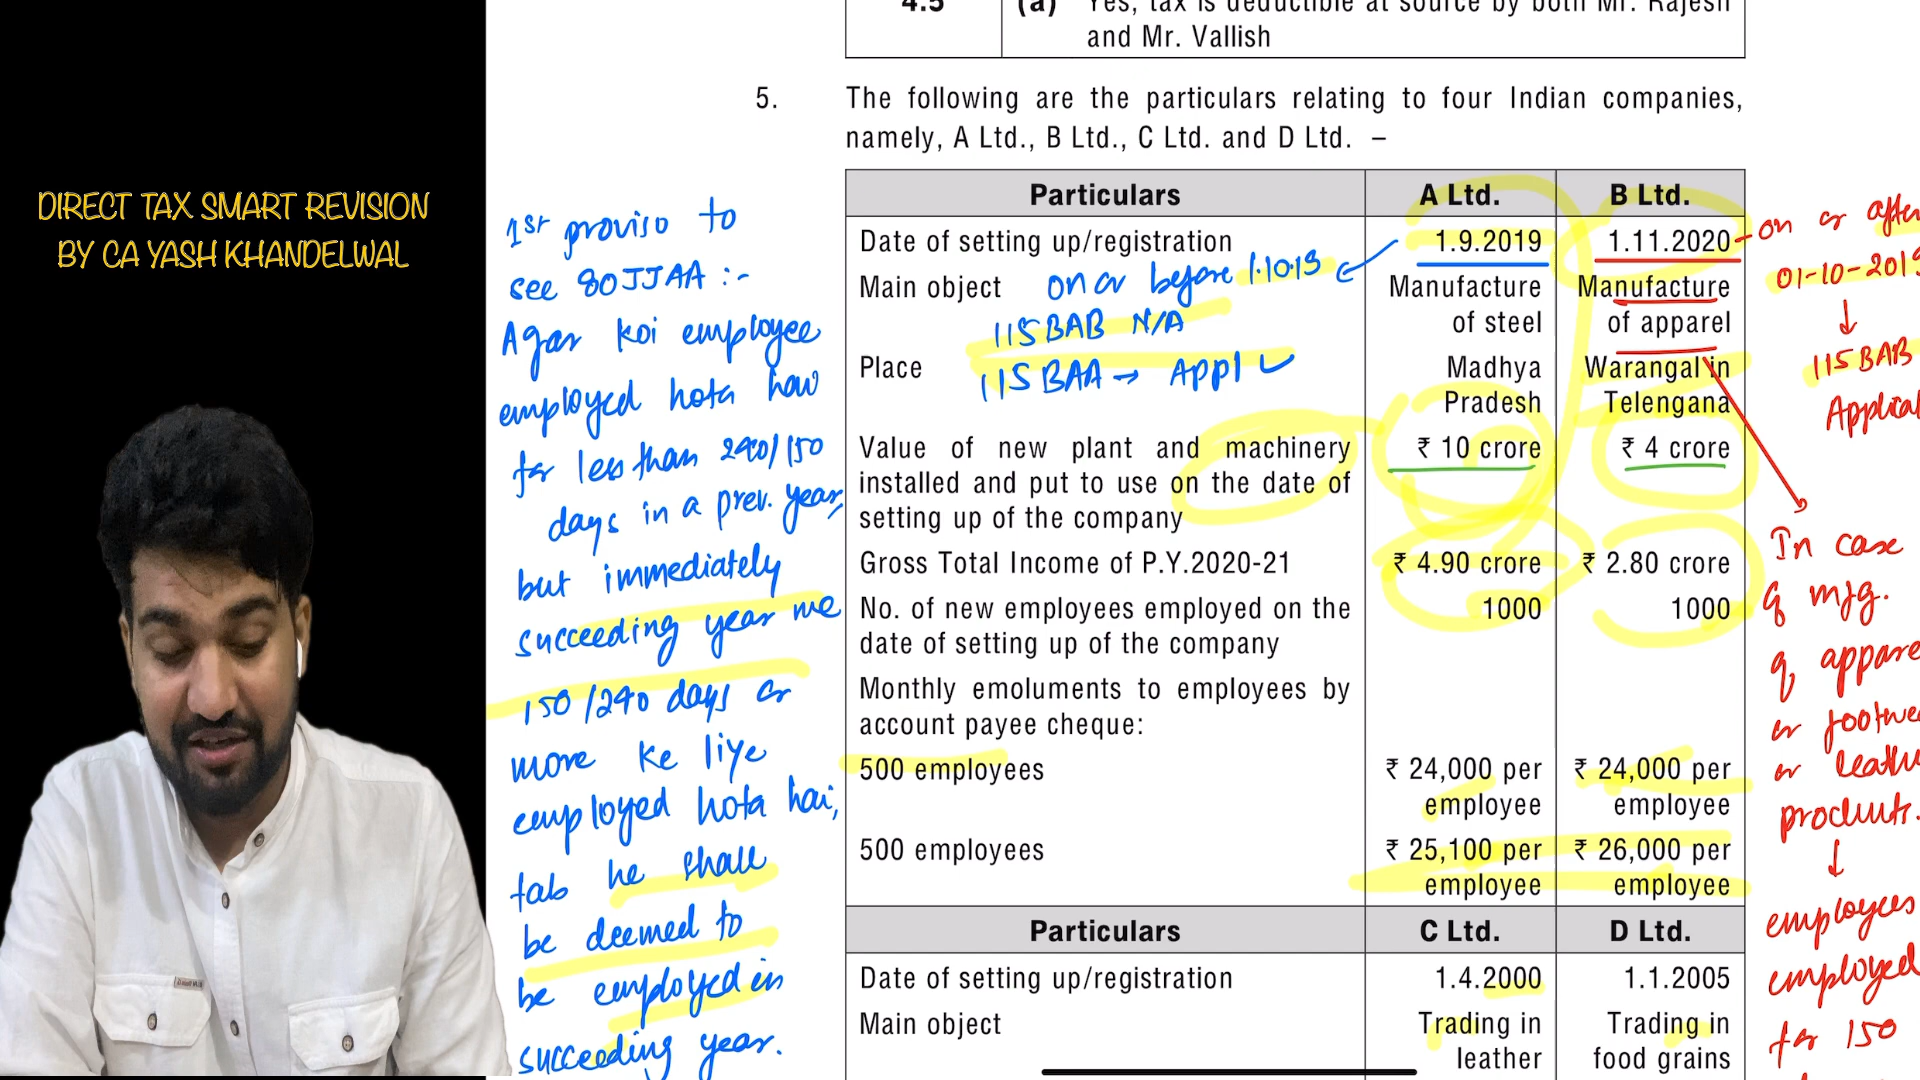 DIRECT TAX SMART REVISION
BY CA YASH KHANDELWAL
4.5 (a) Yes, tax is deductible at source by both Mr. Rajesh
and Mr. Vallish
5. The following are the particulars relating to four Indian companies,
namely, A Ltd., B Ltd., C Ltd. and D Ltd. –
Particulars A Ltd. B Ltd.
Date of setting up/registration 1.9.2019 1.11.2020
Main object Manufacture of steel Manufacture of apparel
Place Madhya Pradesh Warangal in Telengana
Value of new plant and machinery ₹ 10 crore ₹ 4 crore
installed and put to use on the date of
setting up of the company
Gross Total Income of P.Y.2020-21 ₹ 4.90 crore ₹ 2.80 crore
No. of new employees employed on the 1000 1000
date of setting up of the company
Monthly emoluments to employees by
account payee cheque:
500 employees ₹ 24,000 per employee ₹ 24,000 per employee
500 employees ₹ 25,100 per employee ₹ 26,000 per employee
Particulars C Ltd. D Ltd.
Date of setting up/registration 1.4.2000 1.1.2005
Main object Trading in leather Trading in food grains
1st proviso to
sec 80JJAA :-
Agar koi employee
employed hota hai
for less than 240/150
days in a prev. year,
but immediately
succeeding year me
150/240 days or
more ke liye
employed hota hai,
tab he shall
be deemed to
be employed in
succeeding year.
on or before 1.10.19
115BAB N/A
115BAA → Appl ✓
on or after
01-10-2019
↓
115BAB
In case
of mfg.
of
or
or
products.
↓
employees
employed
for 150